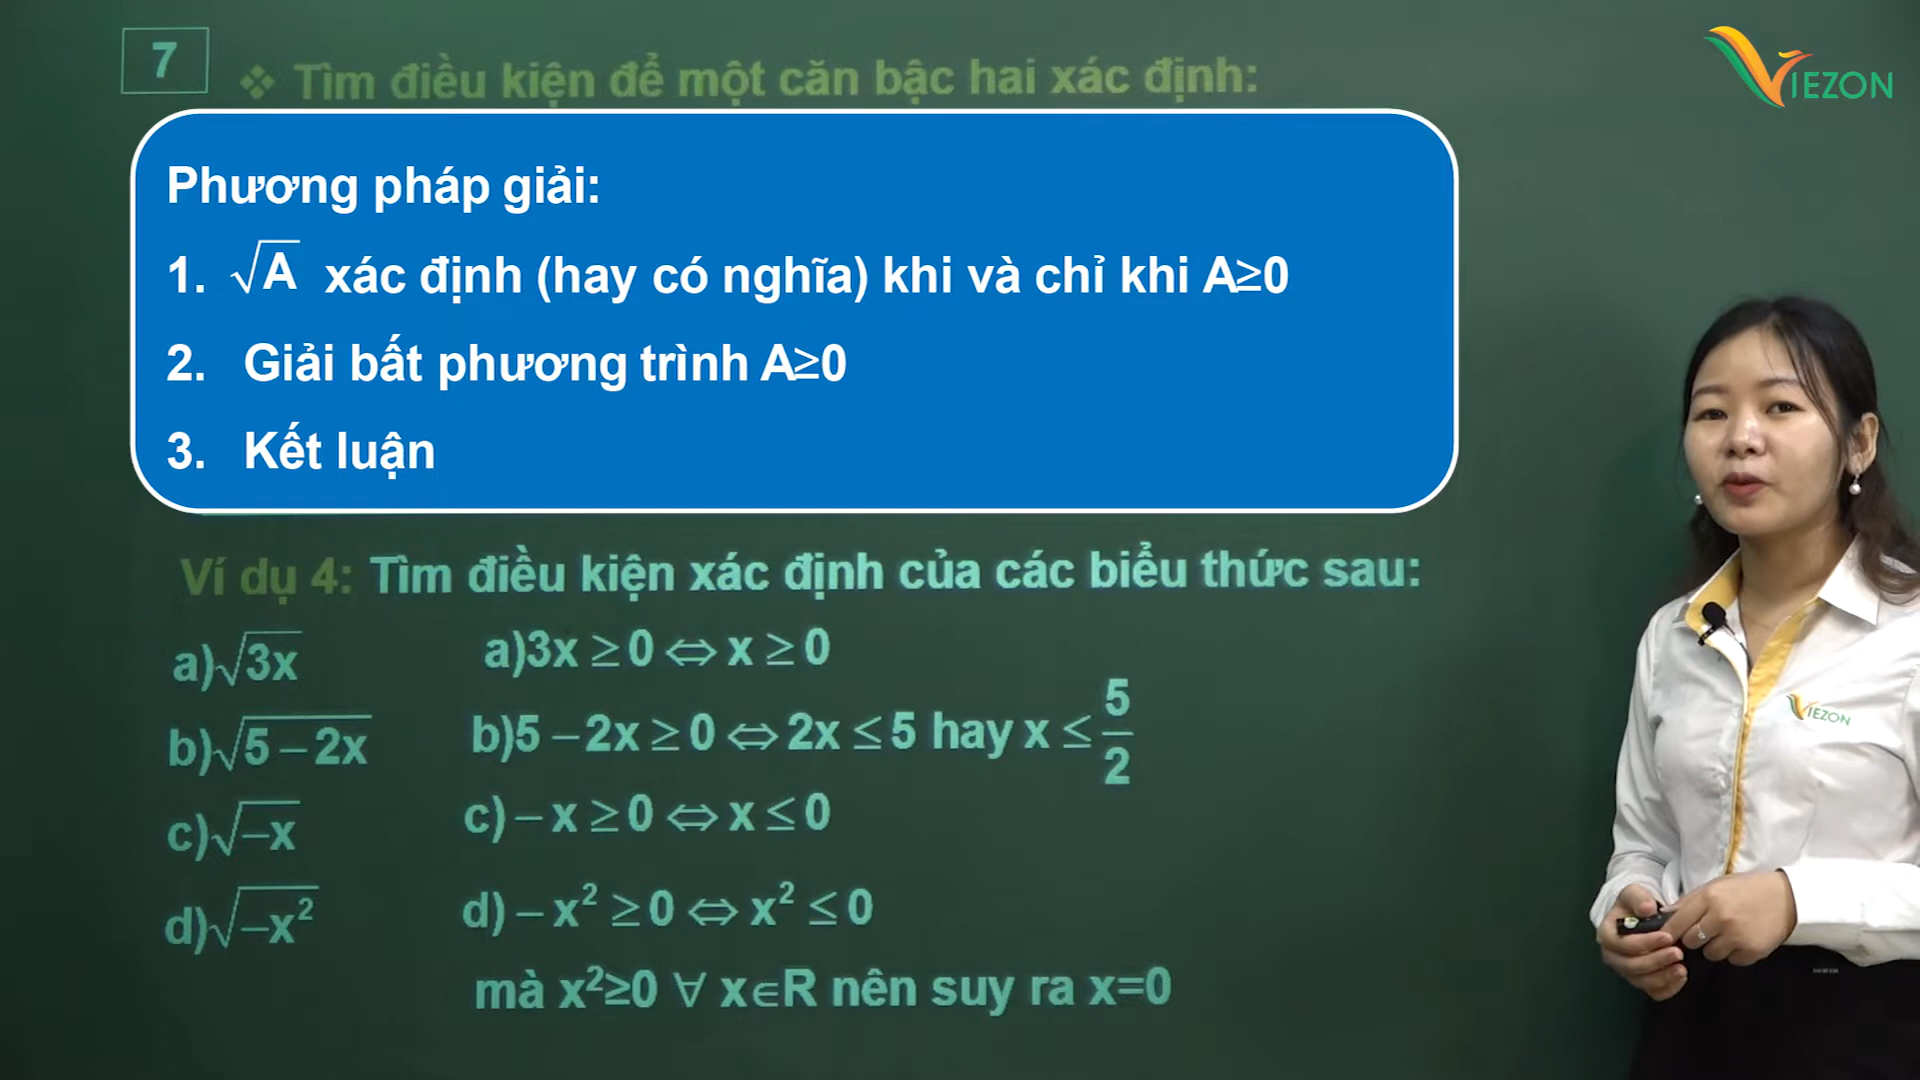 7
❖ Tìm điều kiện để một căn bậc hai xác định:
VIEZON
Phương pháp giải:
1. √A xác định (hay có nghĩa) khi và chỉ khi A≥0
2. Giải bất phương trình A≥0
3. Kết luận
Ví dụ 4: Tìm điều kiện xác định của các biểu thức sau:
a)√3x a)3x ≥ 0 ⇔ x ≥ 0
b)√5 – 2x b)5 – 2x ≥ 0 ⇔ 2x ≤ 5 hay x ≤ 5/2
c)√–x c) – x ≥ 0 ⇔ x ≤ 0
d)√–x² d) – x² ≥ 0 ⇔ x² ≤ 0
mà x²≥0 ∀ x∈R nên suy ra x=0
VIEZON